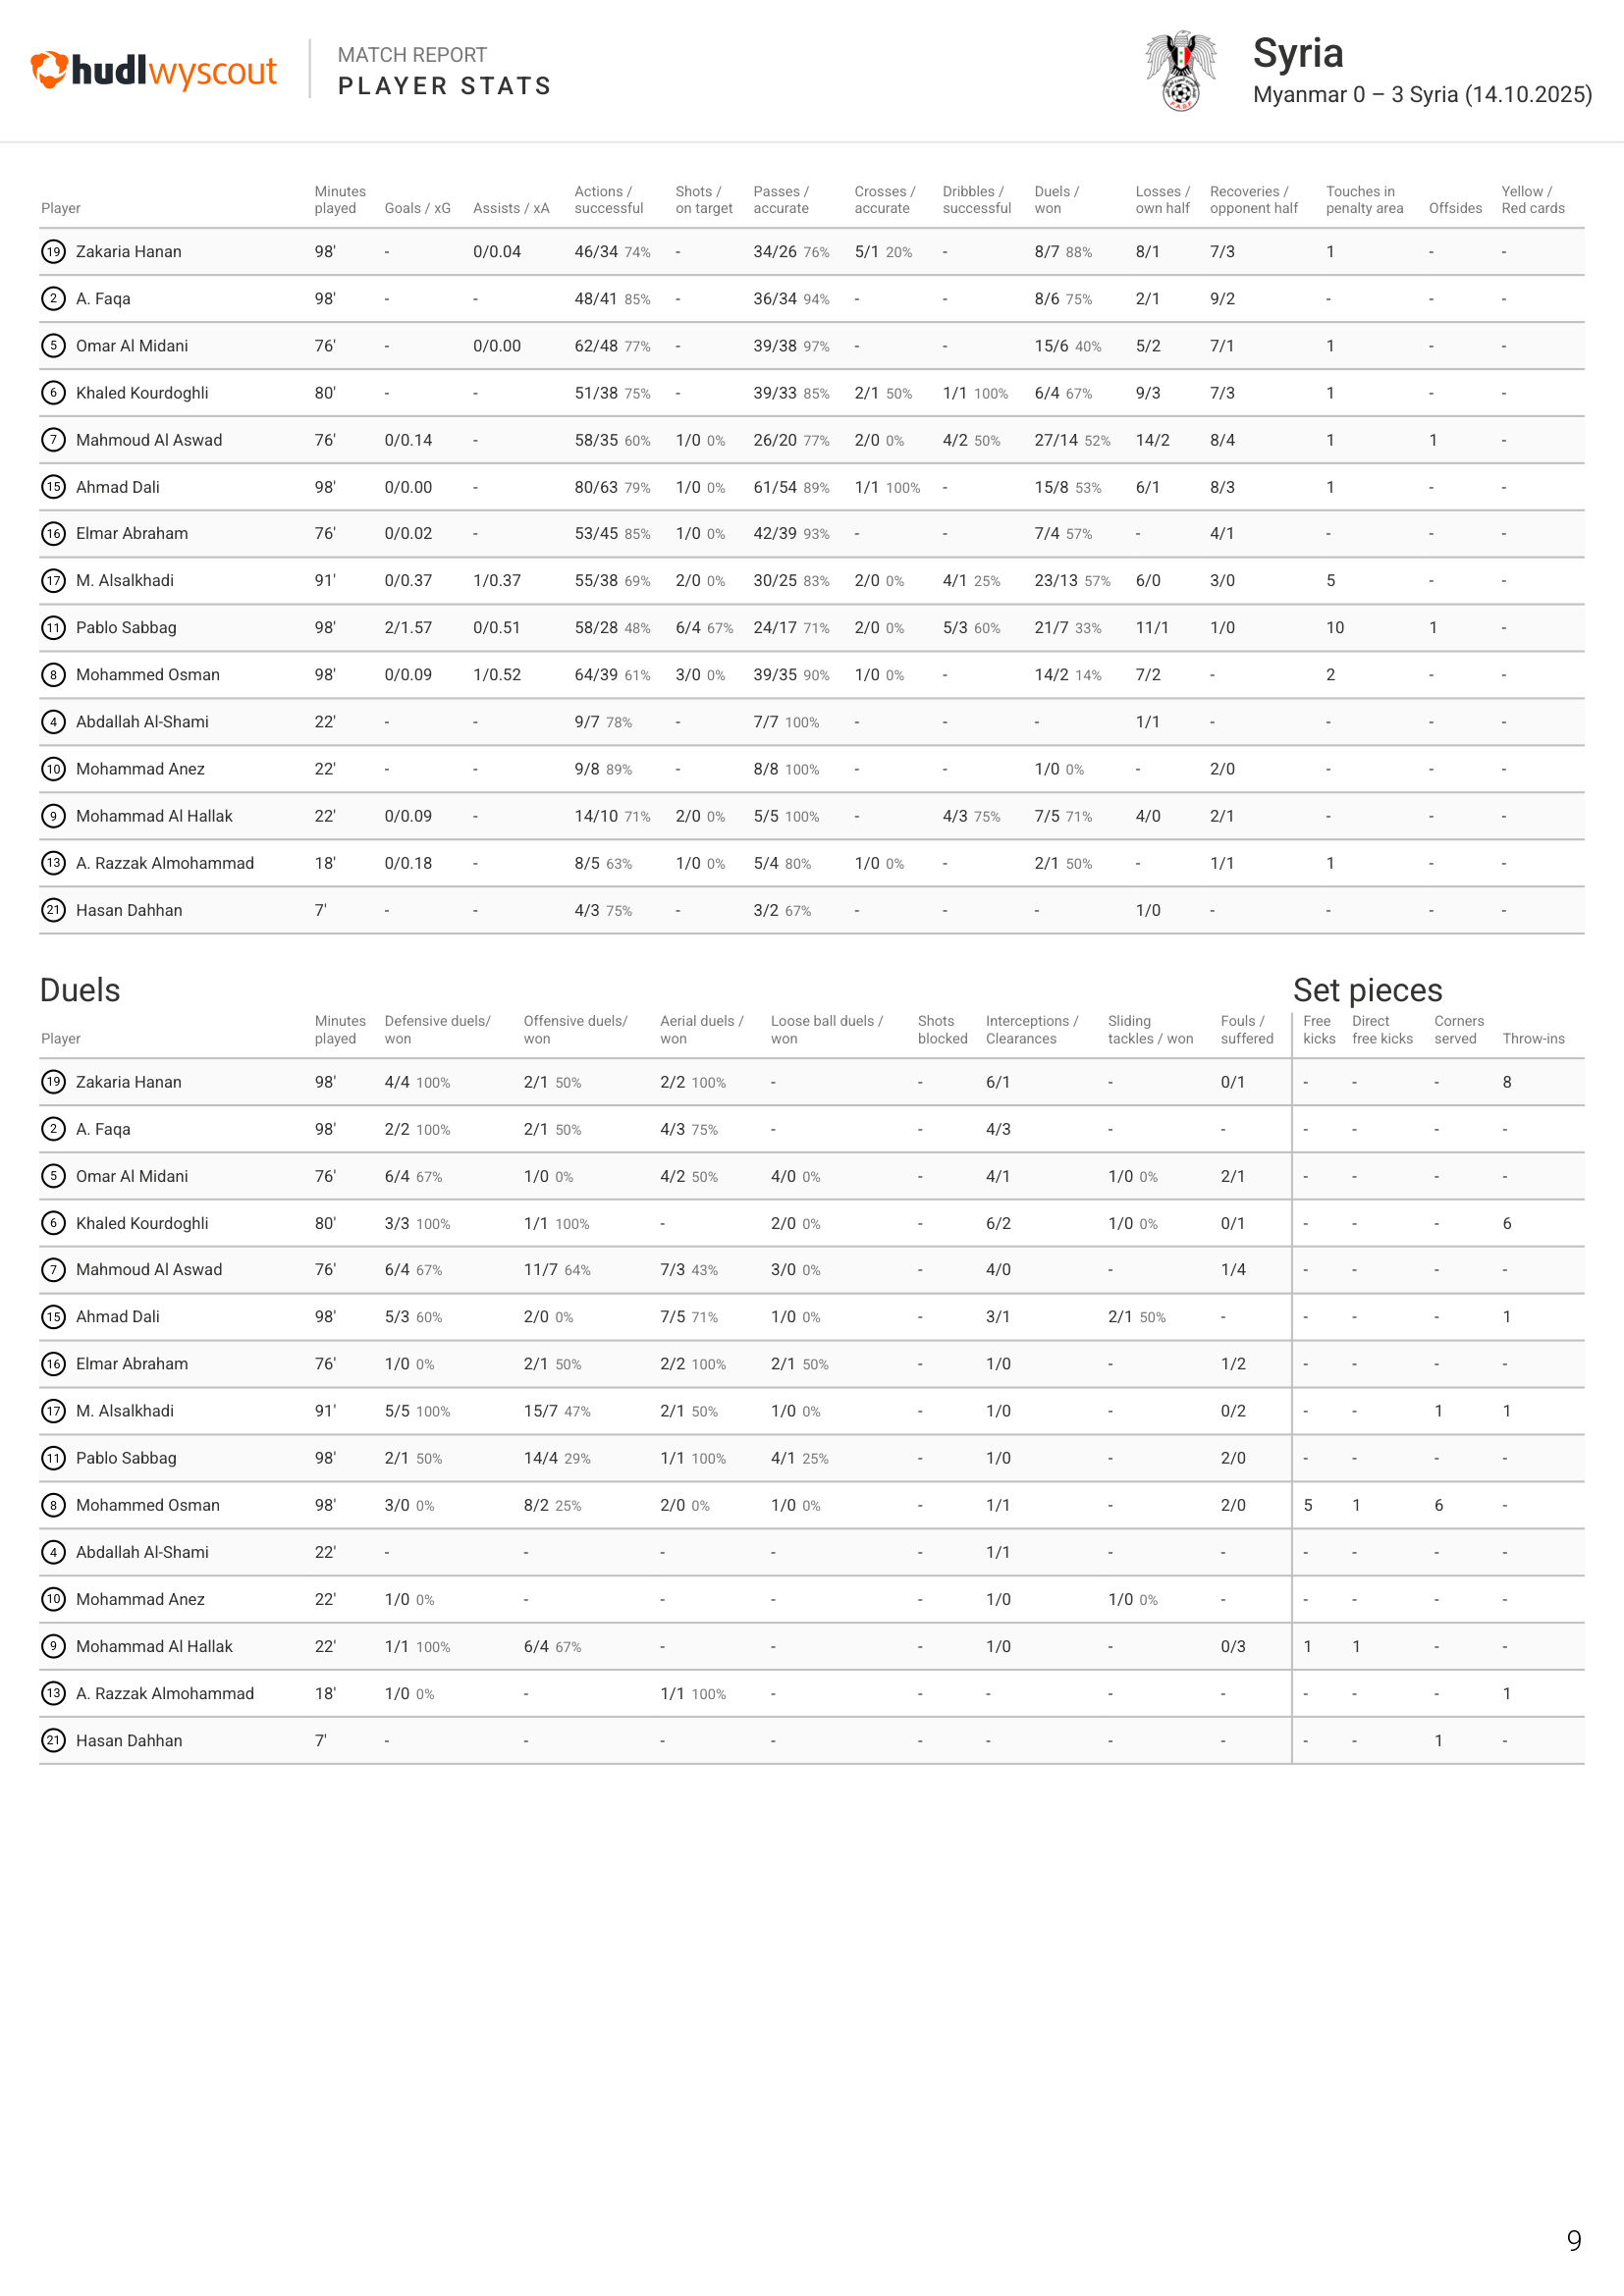 hudl wyscout
MATCH REPORT
PLAYER STATS
Syria
Myanmar 0 – 3 Syria (14.10.2025)
Player Minutes played Goals / xG Assists / xA Actions / successful Shots / on target Passes / accurate Crosses / accurate Dribbles / successful Duels / won Losses / own half Recoveries / opponent half Touches in penalty area Offsides Yellow / Red cards
19 Zakaria Hanan 98' - 0/0.04 46/34 74% - 34/26 76% 5/1 20% - 8/7 88% 8/1 7/3 1 - -
2 A. Faqa 98' - - 48/41 85% - 36/34 94% - - 8/6 75% 2/1 9/2 - - -
5 Omar Al Midani 76' - 0/0.00 62/48 77% - 39/38 97% - - 15/6 40% 5/2 7/1 1 - -
6 Khaled Kourdoghli 80' - - 51/38 75% - 39/33 85% 2/1 50% 1/1 100% 6/4 67% 9/3 7/3 1 - -
7 Mahmoud Al Aswad 76' 0/0.14 - 58/35 60% 1/0 0% 26/20 77% 2/0 0% 4/2 50% 27/14 52% 14/2 8/4 1 1 -
15 Ahmad Dali 98' 0/0.00 - 80/63 79% 1/0 0% 61/54 89% 1/1 100% - 15/8 53% 6/1 8/3 1 - -
16 Elmar Abraham 76' 0/0.02 - 53/45 85% 1/0 0% 42/39 93% - - 7/4 57% - 4/1 - - -
17 M. Alsalkhadi 91' 0/0.37 1/0.37 55/38 69% 2/0 0% 30/25 83% 2/0 0% 4/1 25% 23/13 57% 6/0 3/0 5 - -
11 Pablo Sabbag 98' 2/1.57 0/0.51 58/28 48% 6/4 67% 24/17 71% 2/0 0% 5/3 60% 21/7 33% 11/1 1/0 10 1 -
8 Mohammed Osman 98' 0/0.09 1/0.52 64/39 61% 3/0 0% 39/35 90% 1/0 0% - 14/2 14% 7/2 - 2 - -
4 Abdallah Al-Shami 22' - - 9/7 78% - 7/7 100% - - - 1/1 - - - -
10 Mohammad Anez 22' - - 9/8 89% - 8/8 100% - - 1/0 0% - 2/0 - - -
9 Mohammad Al Hallak 22' 0/0.09 - 14/10 71% 2/0 0% 5/5 100% - 4/3 75% 7/5 71% 4/0 2/1 - - -
13 A. Razzak Almohammad 18' 0/0.18 - 8/5 63% 1/0 0% 5/4 80% 1/0 0% - 2/1 50% - 1/1 1 - -
21 Hasan Dahhan 7' - - 4/3 75% - 3/2 67% - - - 1/0 - - - -
Duels Set pieces
Player Minutes played Defensive duels/ won Offensive duels/ won Aerial duels / won Loose ball duels / won Shots blocked Interceptions / Clearances Sliding tackles / won Fouls / suffered Free kicks Direct free kicks Corners served Throw-ins
19 Zakaria Hanan 98' 4/4 100% 2/1 50% 2/2 100% - - 6/1 - 0/1 - - - 8
2 A. Faqa 98' 2/2 100% 2/1 50% 4/3 75% - - 4/3 - - - - - -
5 Omar Al Midani 76' 6/4 67% 1/0 0% 4/2 50% 4/0 0% - 4/1 1/0 0% 2/1 - - - -
6 Khaled Kourdoghli 80' 3/3 100% 1/1 100% - 2/0 0% - 6/2 1/0 0% 0/1 - - - 6
7 Mahmoud Al Aswad 76' 6/4 67% 11/7 64% 7/3 43% 3/0 0% - 4/0 - 1/4 - - - -
15 Ahmad Dali 98' 5/3 60% 2/0 0% 7/5 71% 1/0 0% - 3/1 2/1 50% - - - - 1
16 Elmar Abraham 76' 1/0 0% 2/1 50% 2/2 100% 2/1 50% - 1/0 - 1/2 - - - -
17 M. Alsalkhadi 91' 5/5 100% 15/7 47% 2/1 50% 1/0 0% - 1/0 - 0/2 - - 1 1
11 Pablo Sabbag 98' 2/1 50% 14/4 29% 1/1 100% 4/1 25% - 1/0 - 2/0 - - - -
8 Mohammed Osman 98' 3/0 0% 8/2 25% 2/0 0% 1/0 0% - 1/1 - 2/0 5 1 6 -
4 Abdallah Al-Shami 22' - - - - - 1/1 - - - - - -
10 Mohammad Anez 22' 1/0 0% - - - - 1/0 1/0 0% - - - - -
9 Mohammad Al Hallak 22' 1/1 100% 6/4 67% - - - 1/0 - 0/3 1 1 - -
13 A. Razzak Almohammad 18' 1/0 0% - 1/1 100% - - - - - - - - 1
21 Hasan Dahhan 7' - - - - - - - - - - 1 -
9